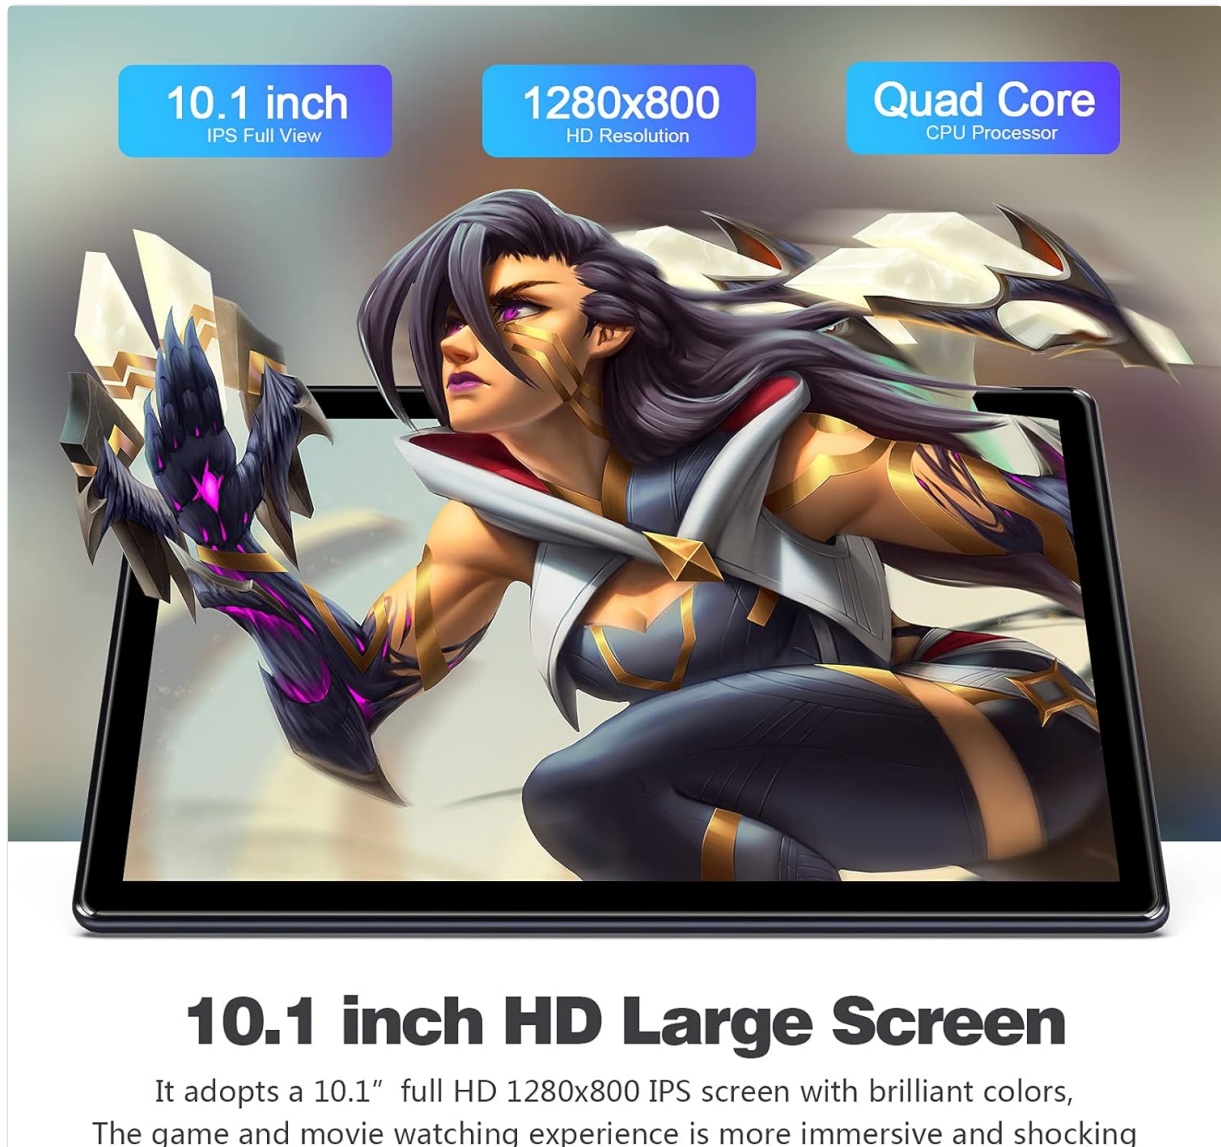 10.1 inch
IPS Full View
1280x800
HD Resolution
Quad Core
CPU Processor
10.1 inch HD Large Screen
It adopts a 10.1” full HD 1280x800 IPS screen with brilliant colors,
The game and movie watching experience is more immersive and shocking